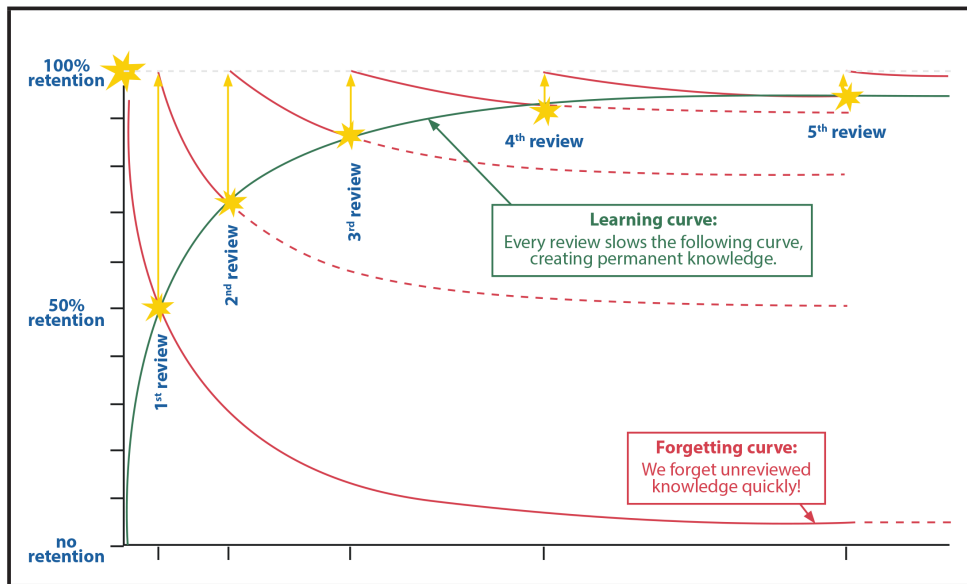 100%
retention
50%
retention
no
retention
1st review
2nd review
3rd review
4th review
5th review
Learning curve:
Every review slows the following curve,
creating permanent knowledge.
Forgetting curve:
We forget unreviewed
knowledge quickly!